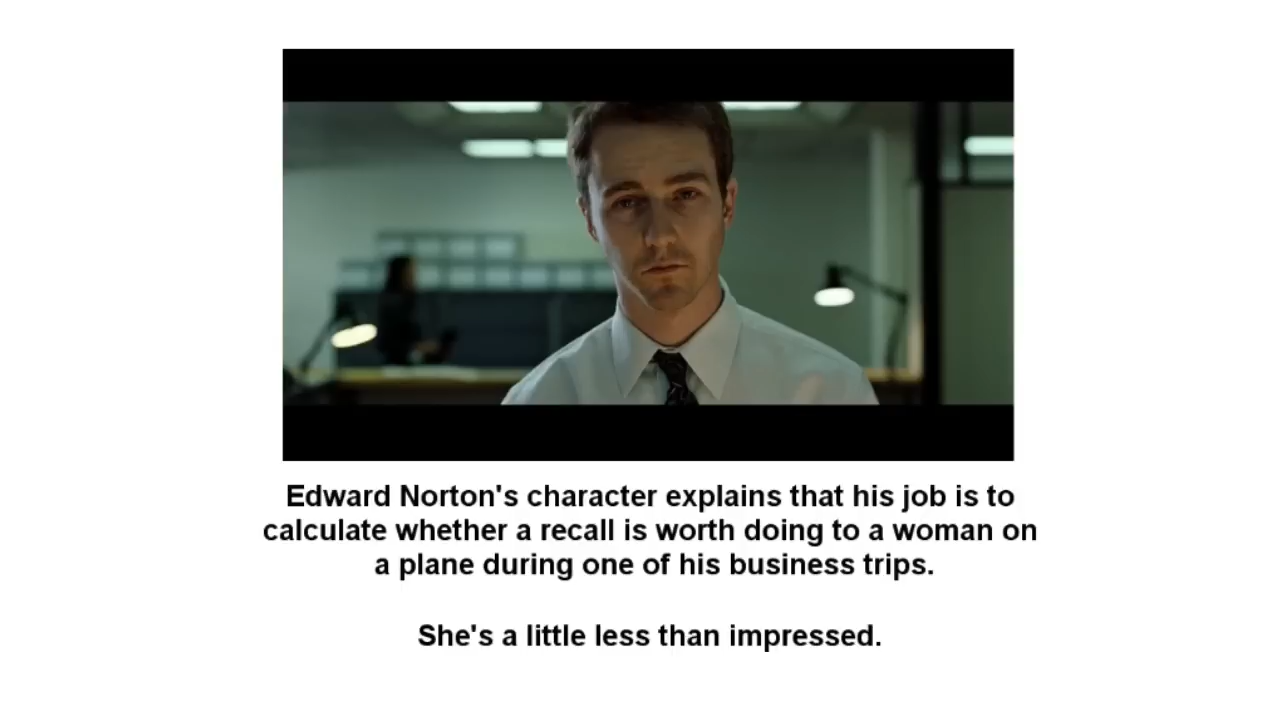 Edward Norton's character explains that his job is to
calculate whether a recall is worth doing to a woman on
a plane during one of his business trips.
She's a little less than impressed.